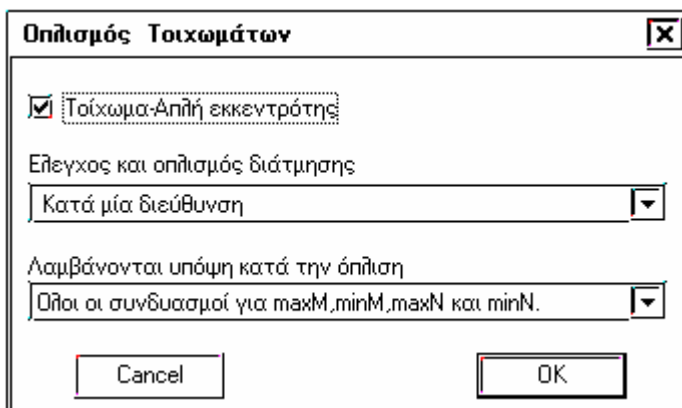 Οπλισμός Τοιχωμάτων
Τοίχωμα-Απλή εκκεντρότης
Ελεγχος και οπλισμός διάτμησης
Κατά μία διεύθυνση
Λαμβάνονται υπόψη κατά την όπλιση
Ολοι οι συνδυασμοί για maxM,minM,maxN και minN.
Cancel
OK